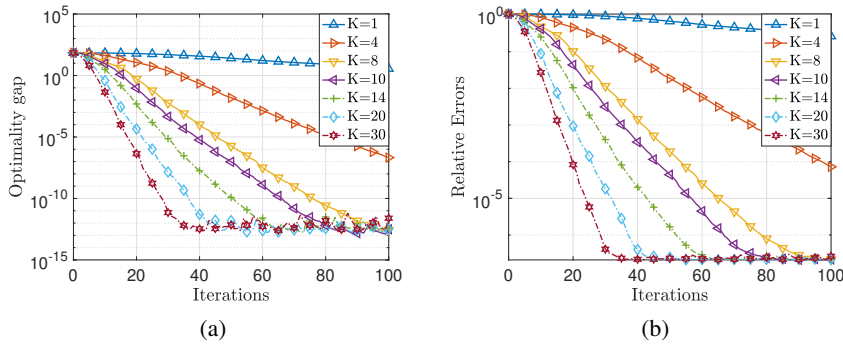 10^0
10^-5
10^-10
10^-15
Optimality gap
0
20
40
60
80
100
Iterations
K=1
K=4
K=8
K=10
K=14
K=20
K=30
(a)
10^0
10^-5
Relative Errors
0
20
40
60
80
100
Iterations
K=1
K=4
K=8
K=10
K=14
K=20
K=30
(b)